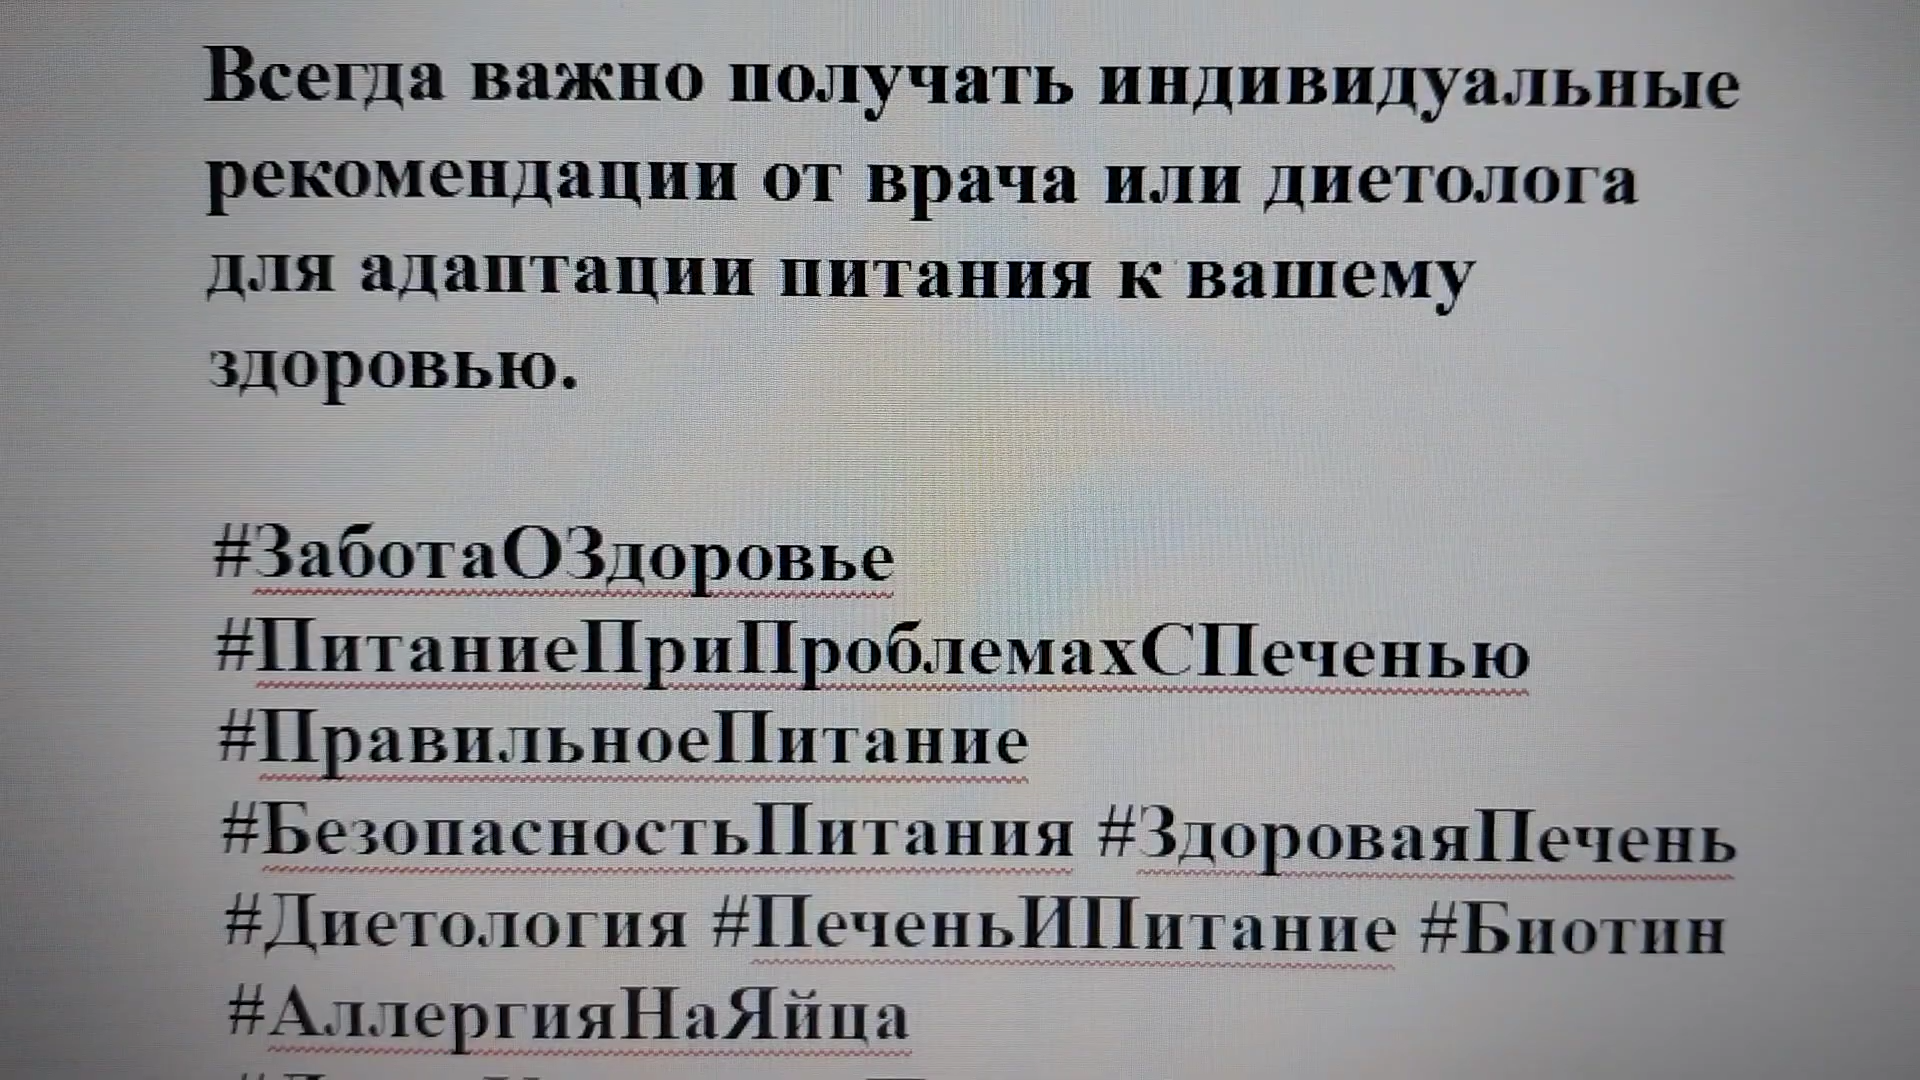 Всегда важно получать индивидуальные
рекомендации от врача или диетолога
для адаптации питания к вашему
здоровью.
#ЗаботаОЗдоровье
#ПитаниеПриПроблемахСПеченью
#ПравильноеПитание
#БезопасностьПитания #ЗдороваяПечень
#Диетология #ПеченьИПитание #Биотин
#АллергияНаЯйца